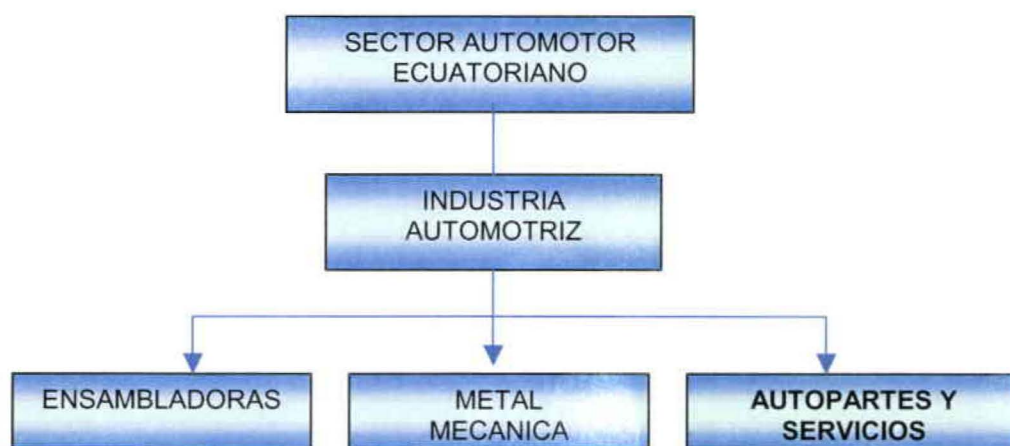 SECTOR AUTOMOTOR
ECUATORIANO
INDUSTRIA
AUTOMOTRIZ
ENSAMBLADORAS
METAL
MECANICA
AUTOPARTES Y
SERVICIOS